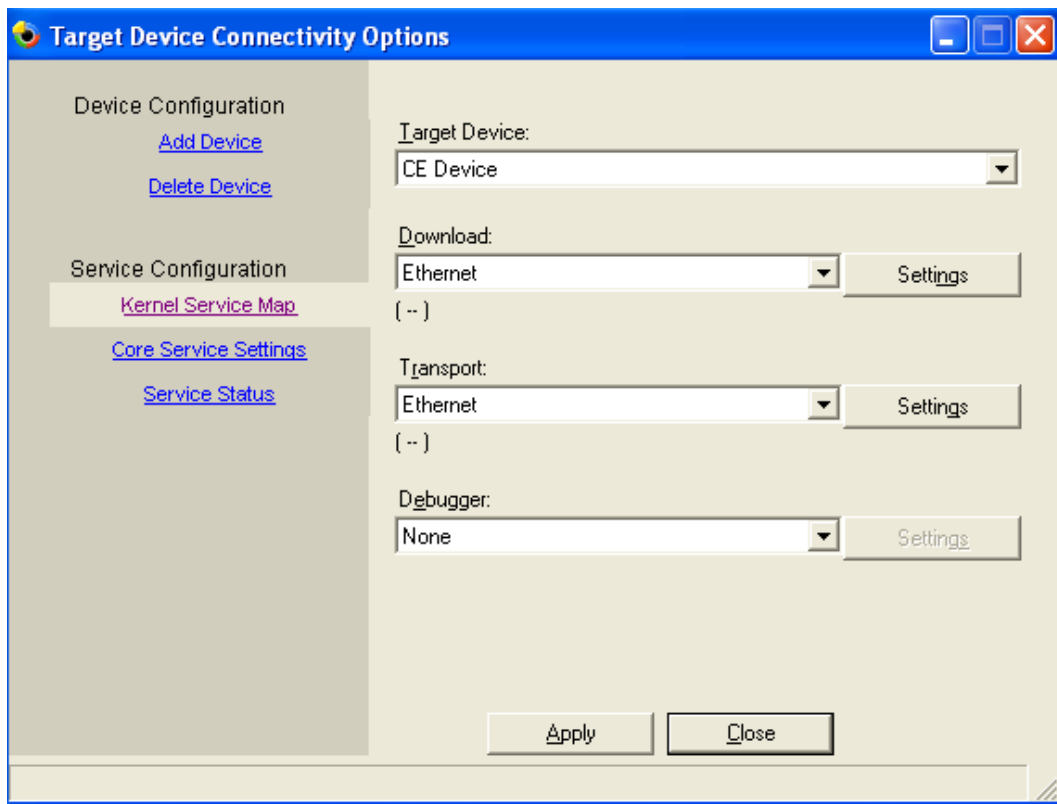 Target Device Connectivity Options
Device Configuration
Add Device
Delete Device
Service Configuration
Kernel Service Map
Core Service Settings
Service Status
Target Device:
CE Device
Download:
Ethernet
Settings
( -- )
Transport:
Ethernet
Settings
( -- )
Debugger:
None
Settings
Apply
Close